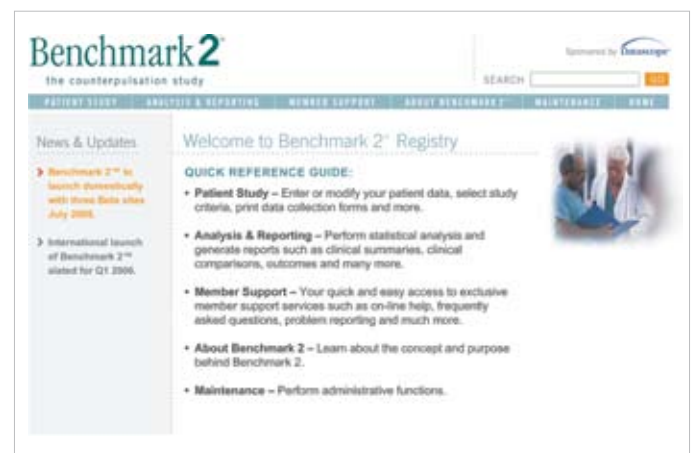 Benchmark 2™
the counterpulsation study
Sponsored by Datascope
SEARCH GO
PATIENT STUDY ANALYSIS & REPORTING MEMBER SUPPORT ABOUT BENCHMARK 2™ MAINTENANCE HOME
News & Updates
Benchmark 2™ to
launch domestically
with three Beta sites
July 2005.
International launch
of Benchmark 2™
slated for Q1 2006.
Welcome to Benchmark 2™ Registry
QUICK REFERENCE GUIDE:
• Patient Study – Enter or modify your patient data, select study
criteria, print data collection forms and more.
• Analysis & Reporting – Perform statistical analysis and
generate reports such as clinical summaries, clinical
comparisons, outcomes and many more.
• Member Support – Your quick and easy access to exclusive
member support services such as on-line help, frequently
asked questions, problem reporting and much more.
• About Benchmark 2 – Learn about the concept and purpose
behind Benchmark 2.
• Maintenance – Perform administrative functions.